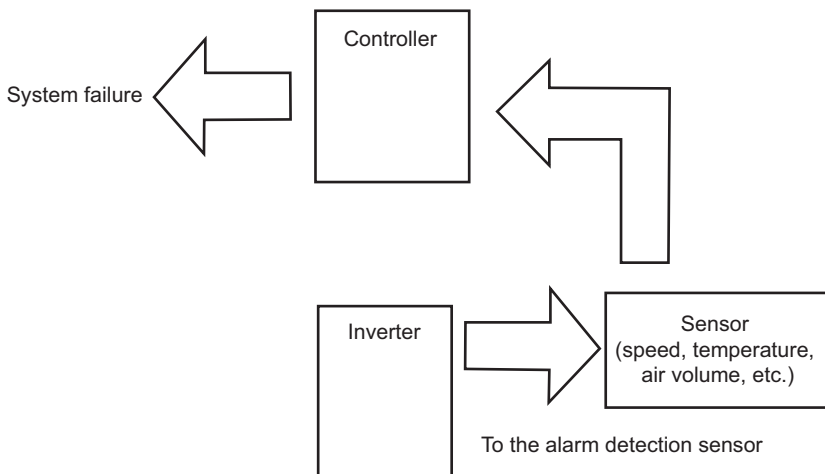 Controller
System failure
Inverter
Sensor
(speed, temperature,
air volume, etc.)
To the alarm detection sensor